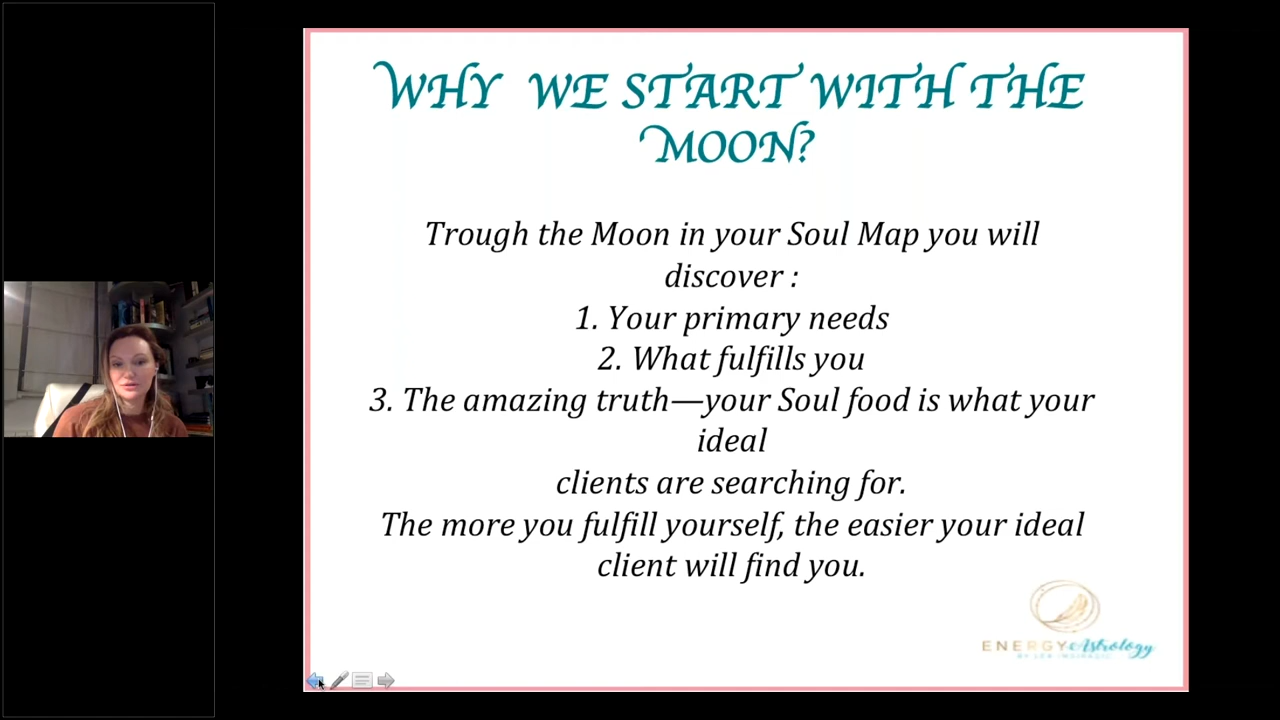 WHY WE START WITH THE
MOON?
Trough the Moon in your Soul Map you will
discover :
1. Your primary needs
2. What fulfills you
3. The amazing truth—your Soul food is what your
ideal
clients are searching for.
The more you fulfill yourself, the easier your ideal
client will find you.
ENERGY Astrology